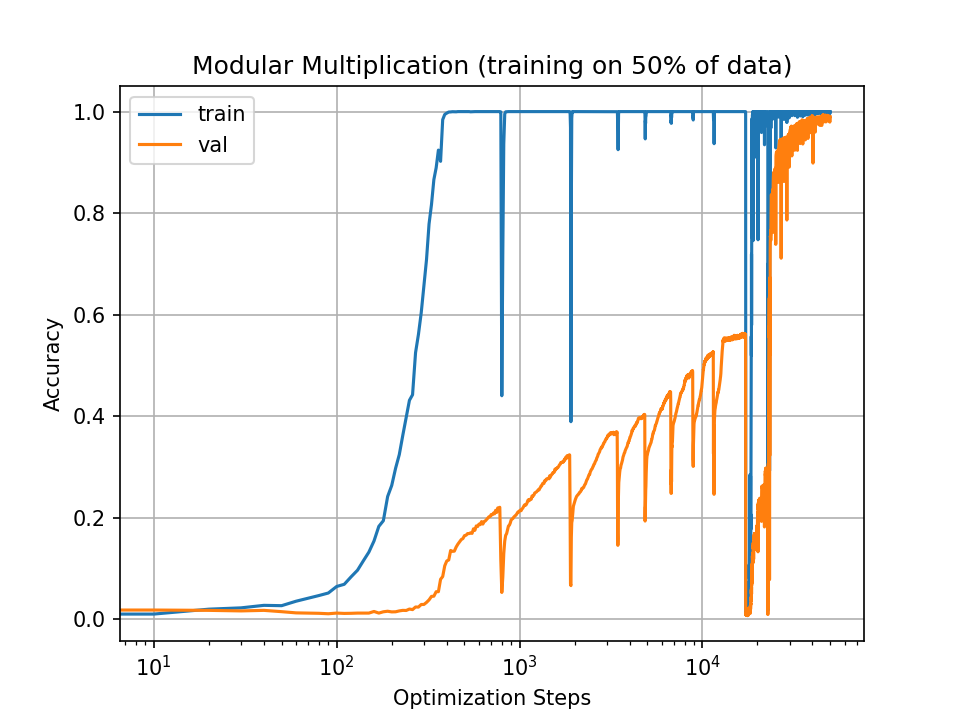 Modular Multiplication (training on 50% of data)
train
val
1.0
0.8
0.6
0.4
0.2
0.0
Accuracy
10¹
10²
10³
10⁴
Optimization Steps